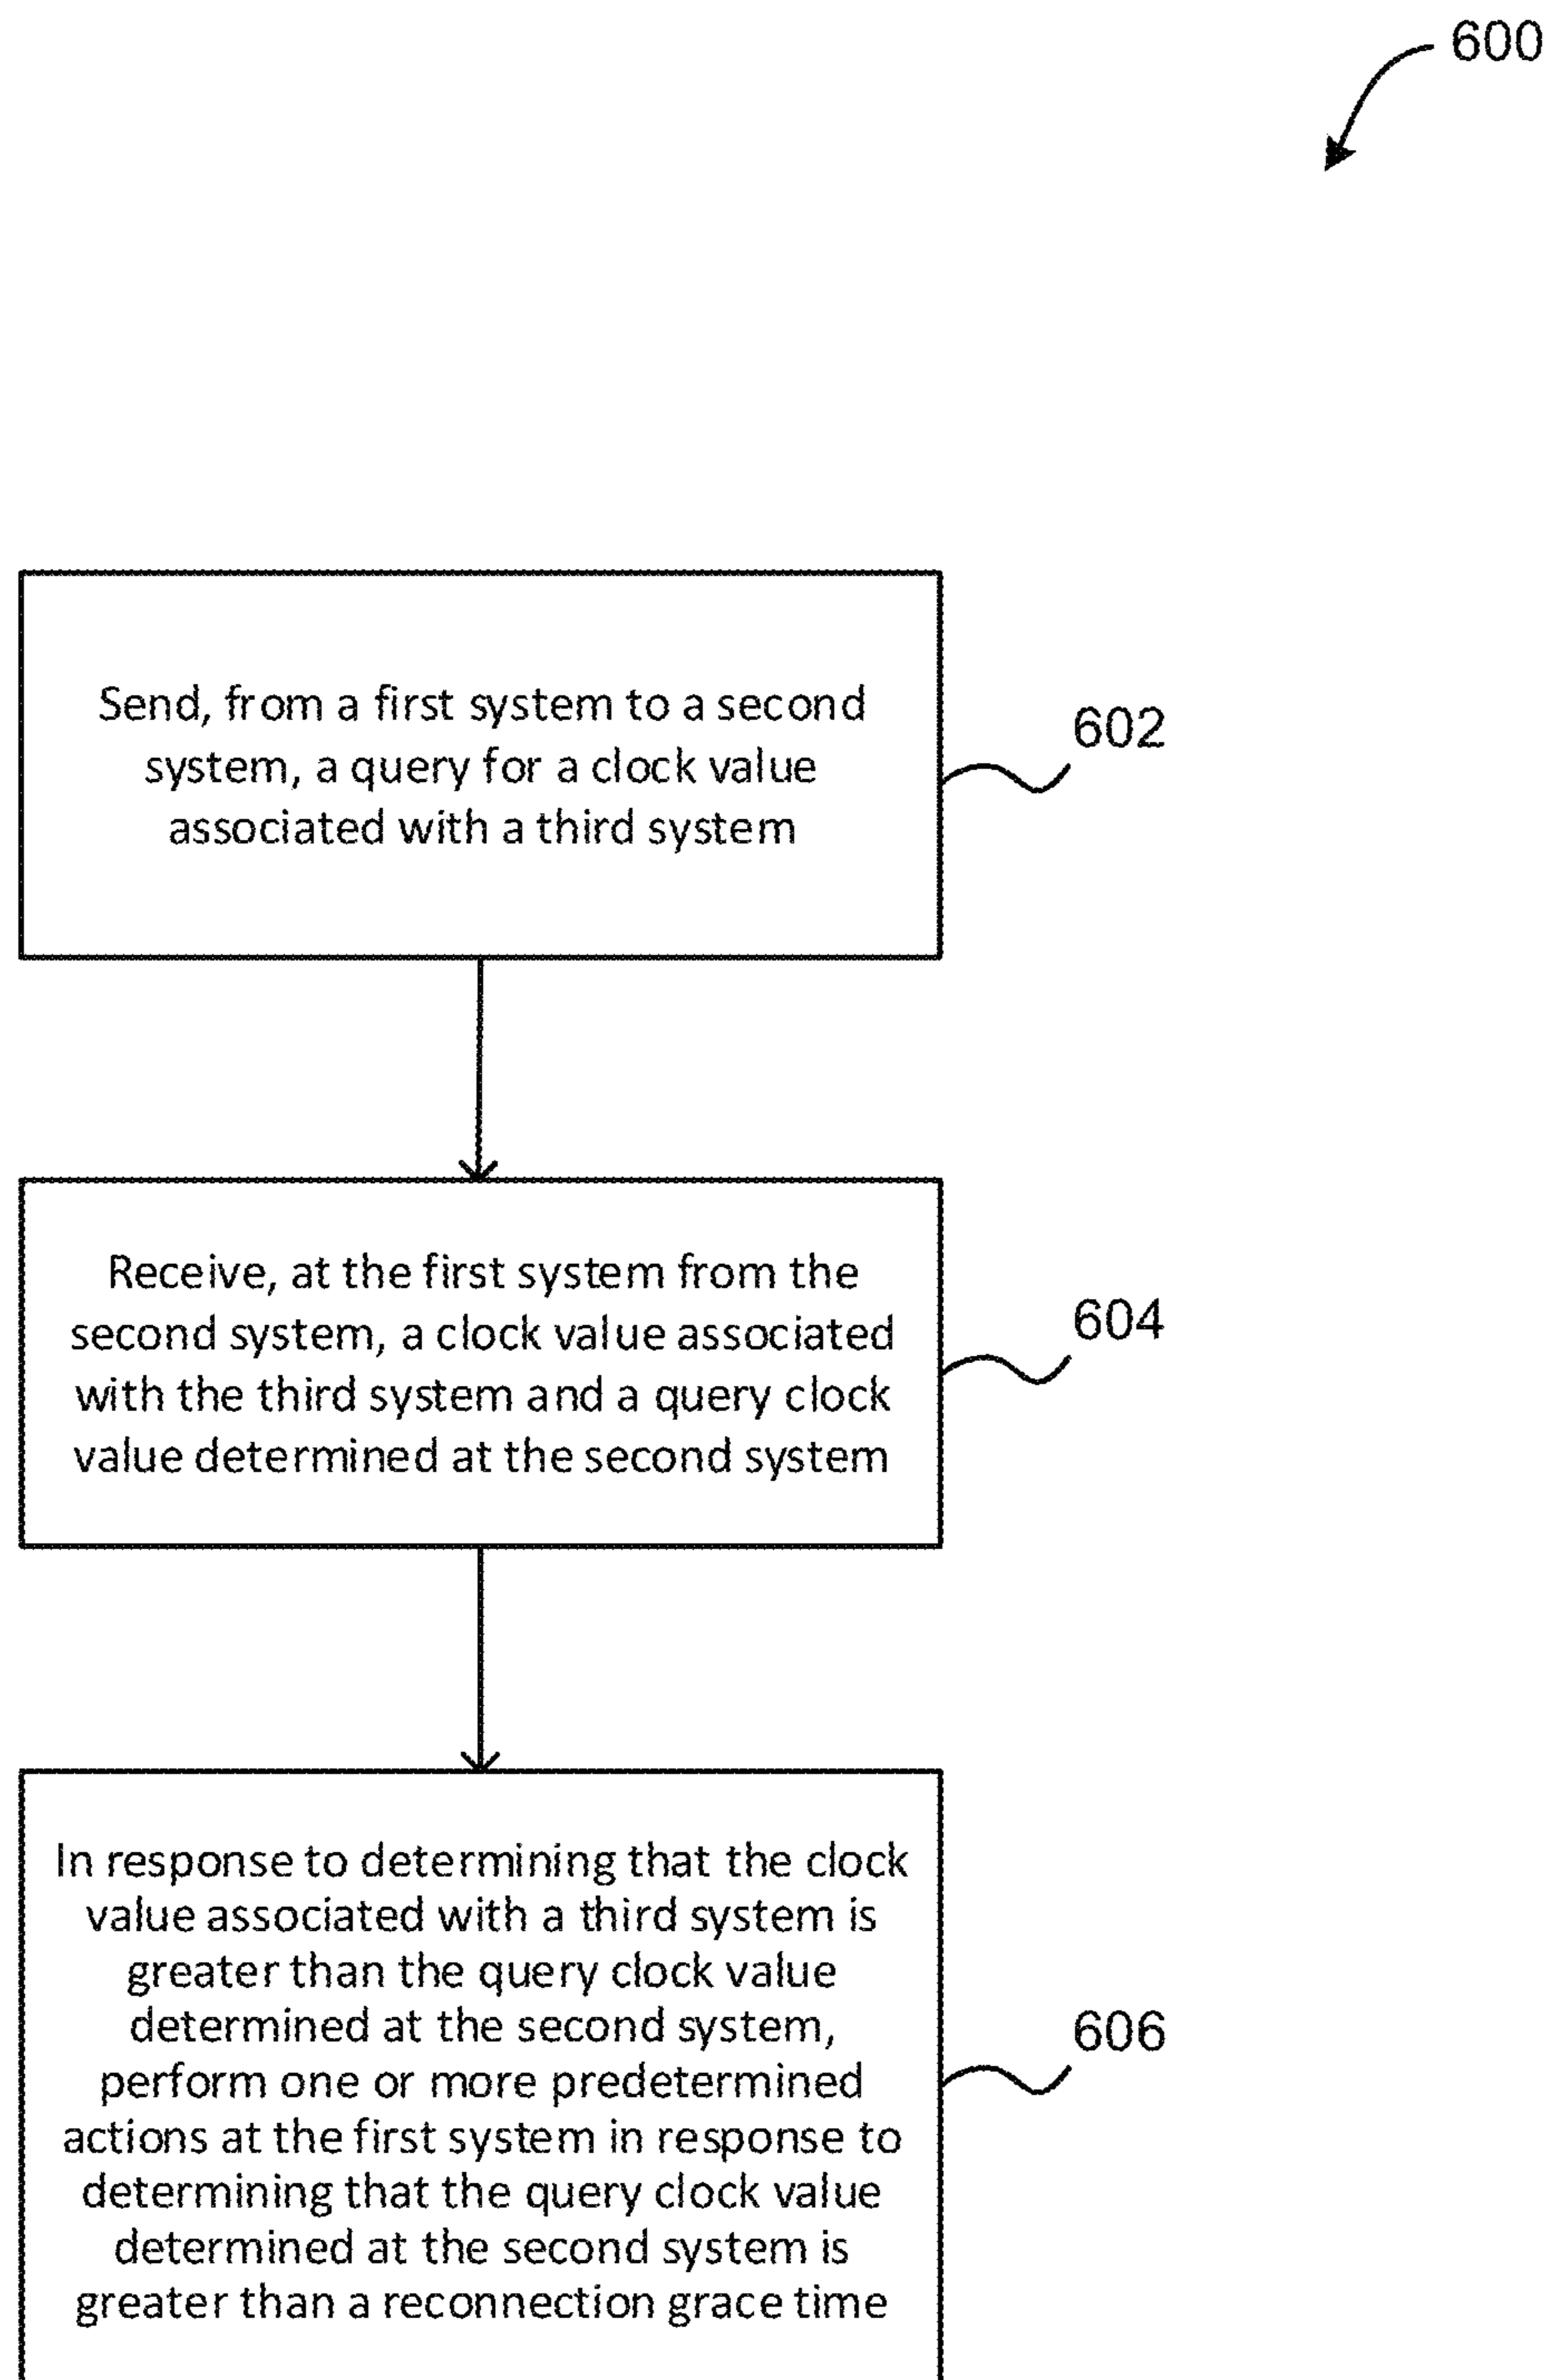 600
Send, from a first system to a second
system, a query for a clock value
associated with a third system
602
Receive, at the first system from the
second system, a clock value associated
with the third system and a query clock
value determined at the second system
604
In response to determining that the clock
value associated with a third system is
greater than the query clock value
determined at the second system,
perform one or more predetermined
actions at the first system in response to
determining that the query clock value
determined at the second system is
greater than a reconnection grace time
606